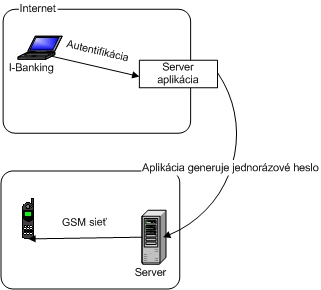 Internet
Autentifikácia
I-Banking
Server
aplikácia
Aplikácia generuje jednorázové heslo
GSM sieť
Server